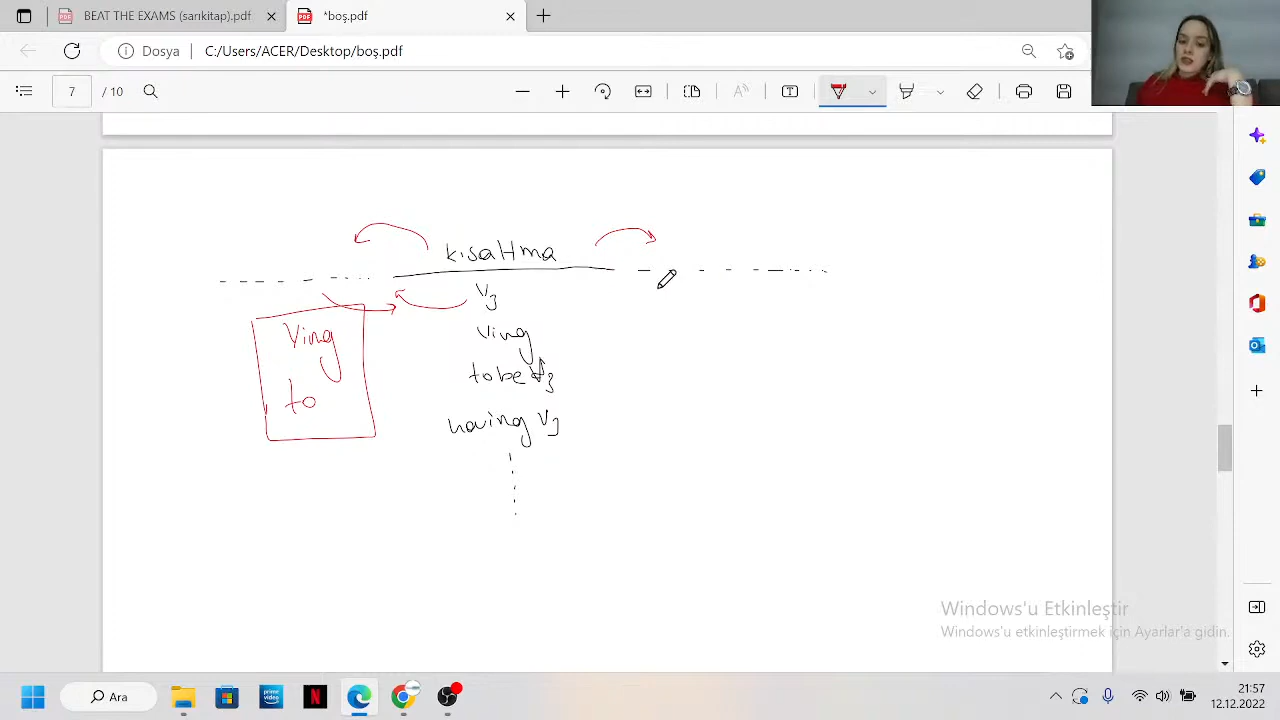 BEAT THE EXAMS (sarıkitap).pdf
*boş.pdf
Dosya
C:/Users/ACER/Desktop/boş.pdf
7 / 10
kısaltma
V3
Ving
Ving
to be V3
to
having V3
Windows'u Etkinleştir
Windows'u etkinleştirmek için Ayarlar'a gidin.
Ara
prime video
N
21:57
12.12.2022